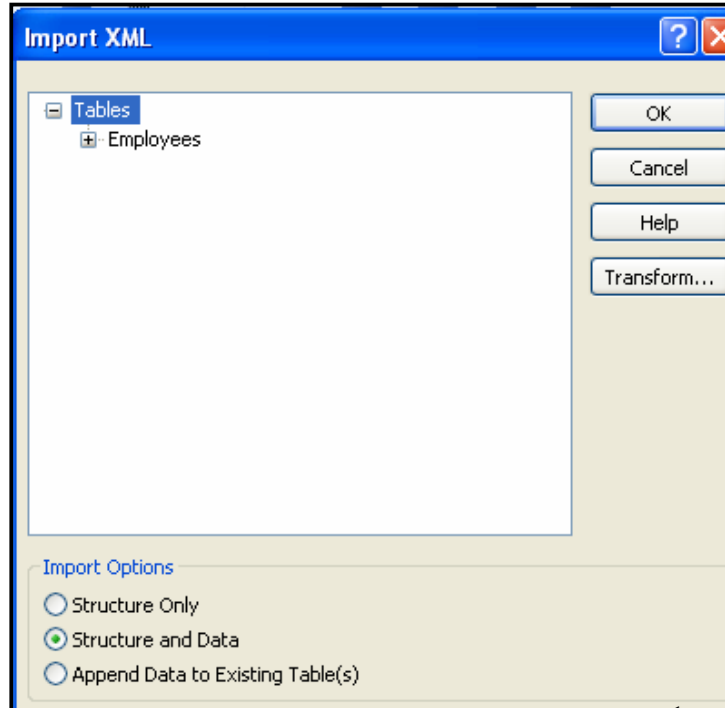 Import XML
Tables
Employees
OK
Cancel
Help
Transform...
Import Options
Structure Only
Structure and Data
Append Data to Existing Table(s)